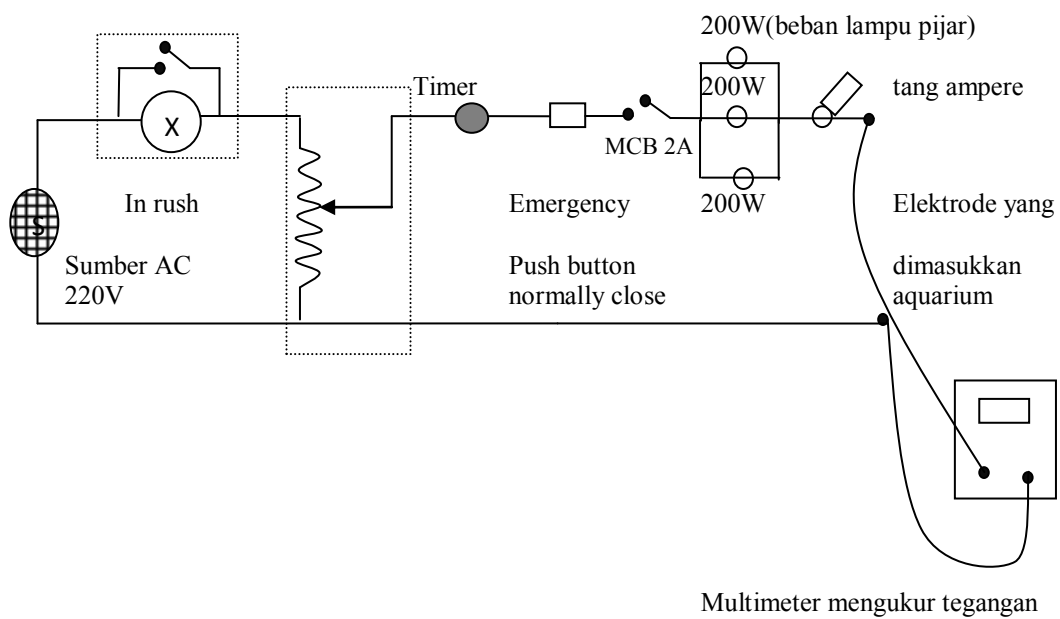 200W(beban lampu pijar)
Timer
200W
tang ampere
X
MCB 2A
In rush
Emergency
200W
Elektrode yang
S
Sumber AC
220V
Push button
normally close
dimasukkan
aquarium
Multimeter mengukur tegangan